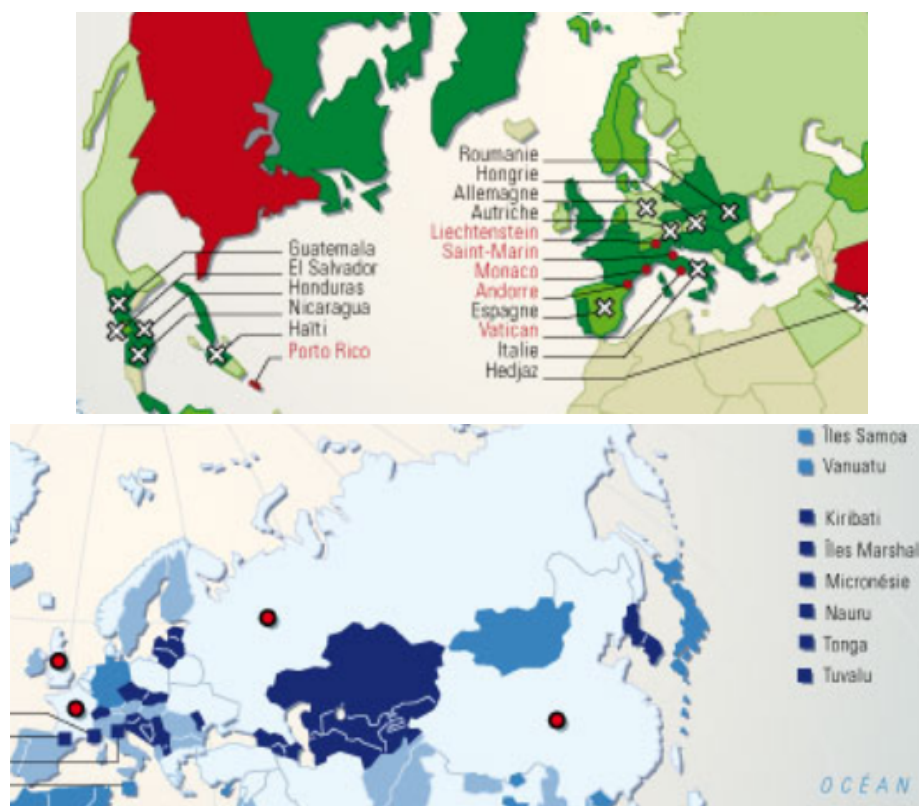 Roumanie
Hongrie
Allemagne
Autriche
Liechtenstein
Saint-Marin
Monaco
Andorre
Espagne
Vatican
Italie
Hedjaz
Guatemala
El Salvador
Honduras
Nicaragua
Haïti
Porto Rico
Îles Samoa
Vanuatu
Kiribati
Îles Marshal
Micronésie
Nauru
Tonga
Tuvalu
OCÉAN